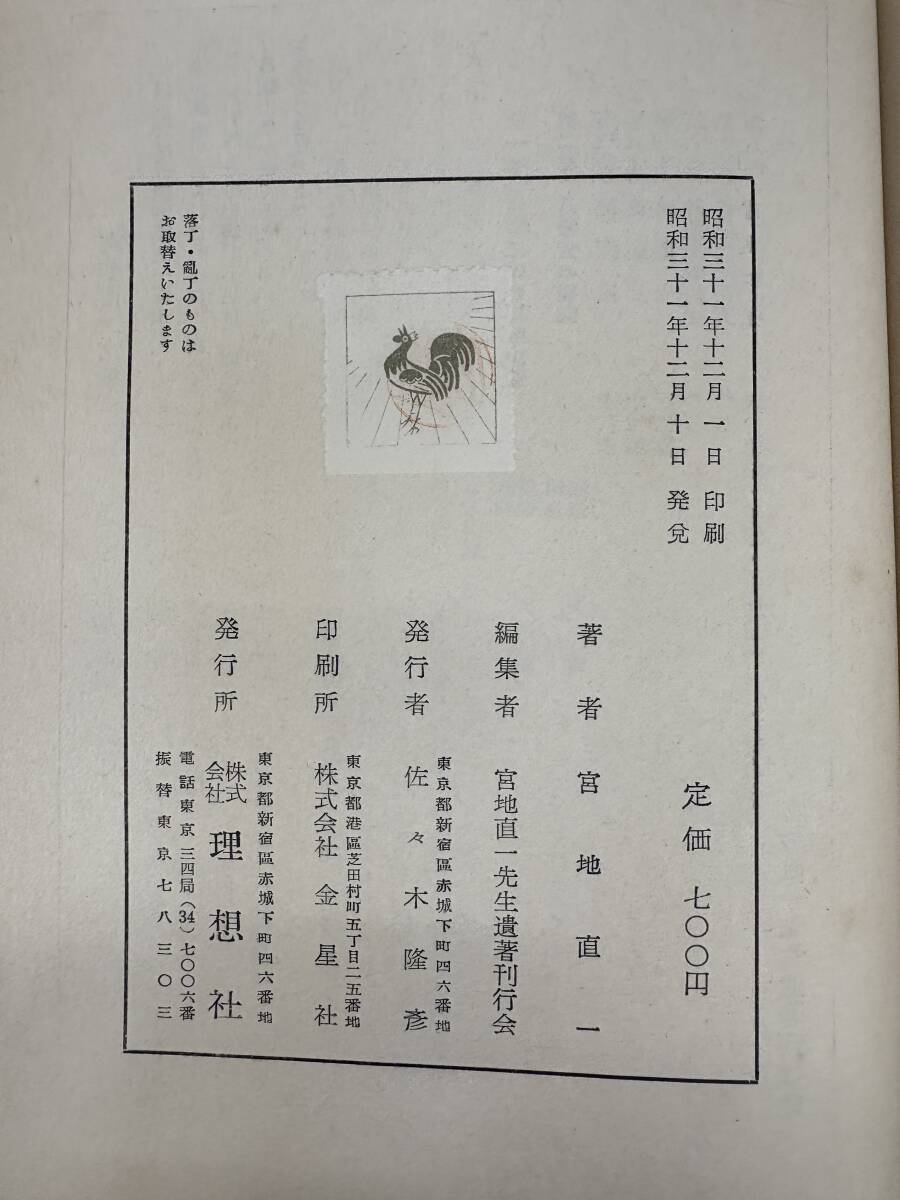 昭和三十一年十二月一日印刷
昭和三十一年十二月十日発兌
定価 七〇〇円
著者 宮地直一
編集者 宮地直一先生遺著刊行会
東京都新宿區赤城下町四六番地
発行者 佐々木隆彥
東京都港區芝田村町五丁目二五番地
印刷所 株式会社 金星社
東京都新宿區赤城下町四六番地
発行所 株式会社 理想社
電話東京三四局(34)七〇〇六番
振替東京七八三〇三
落丁・亂丁のものは
お取替えいたします